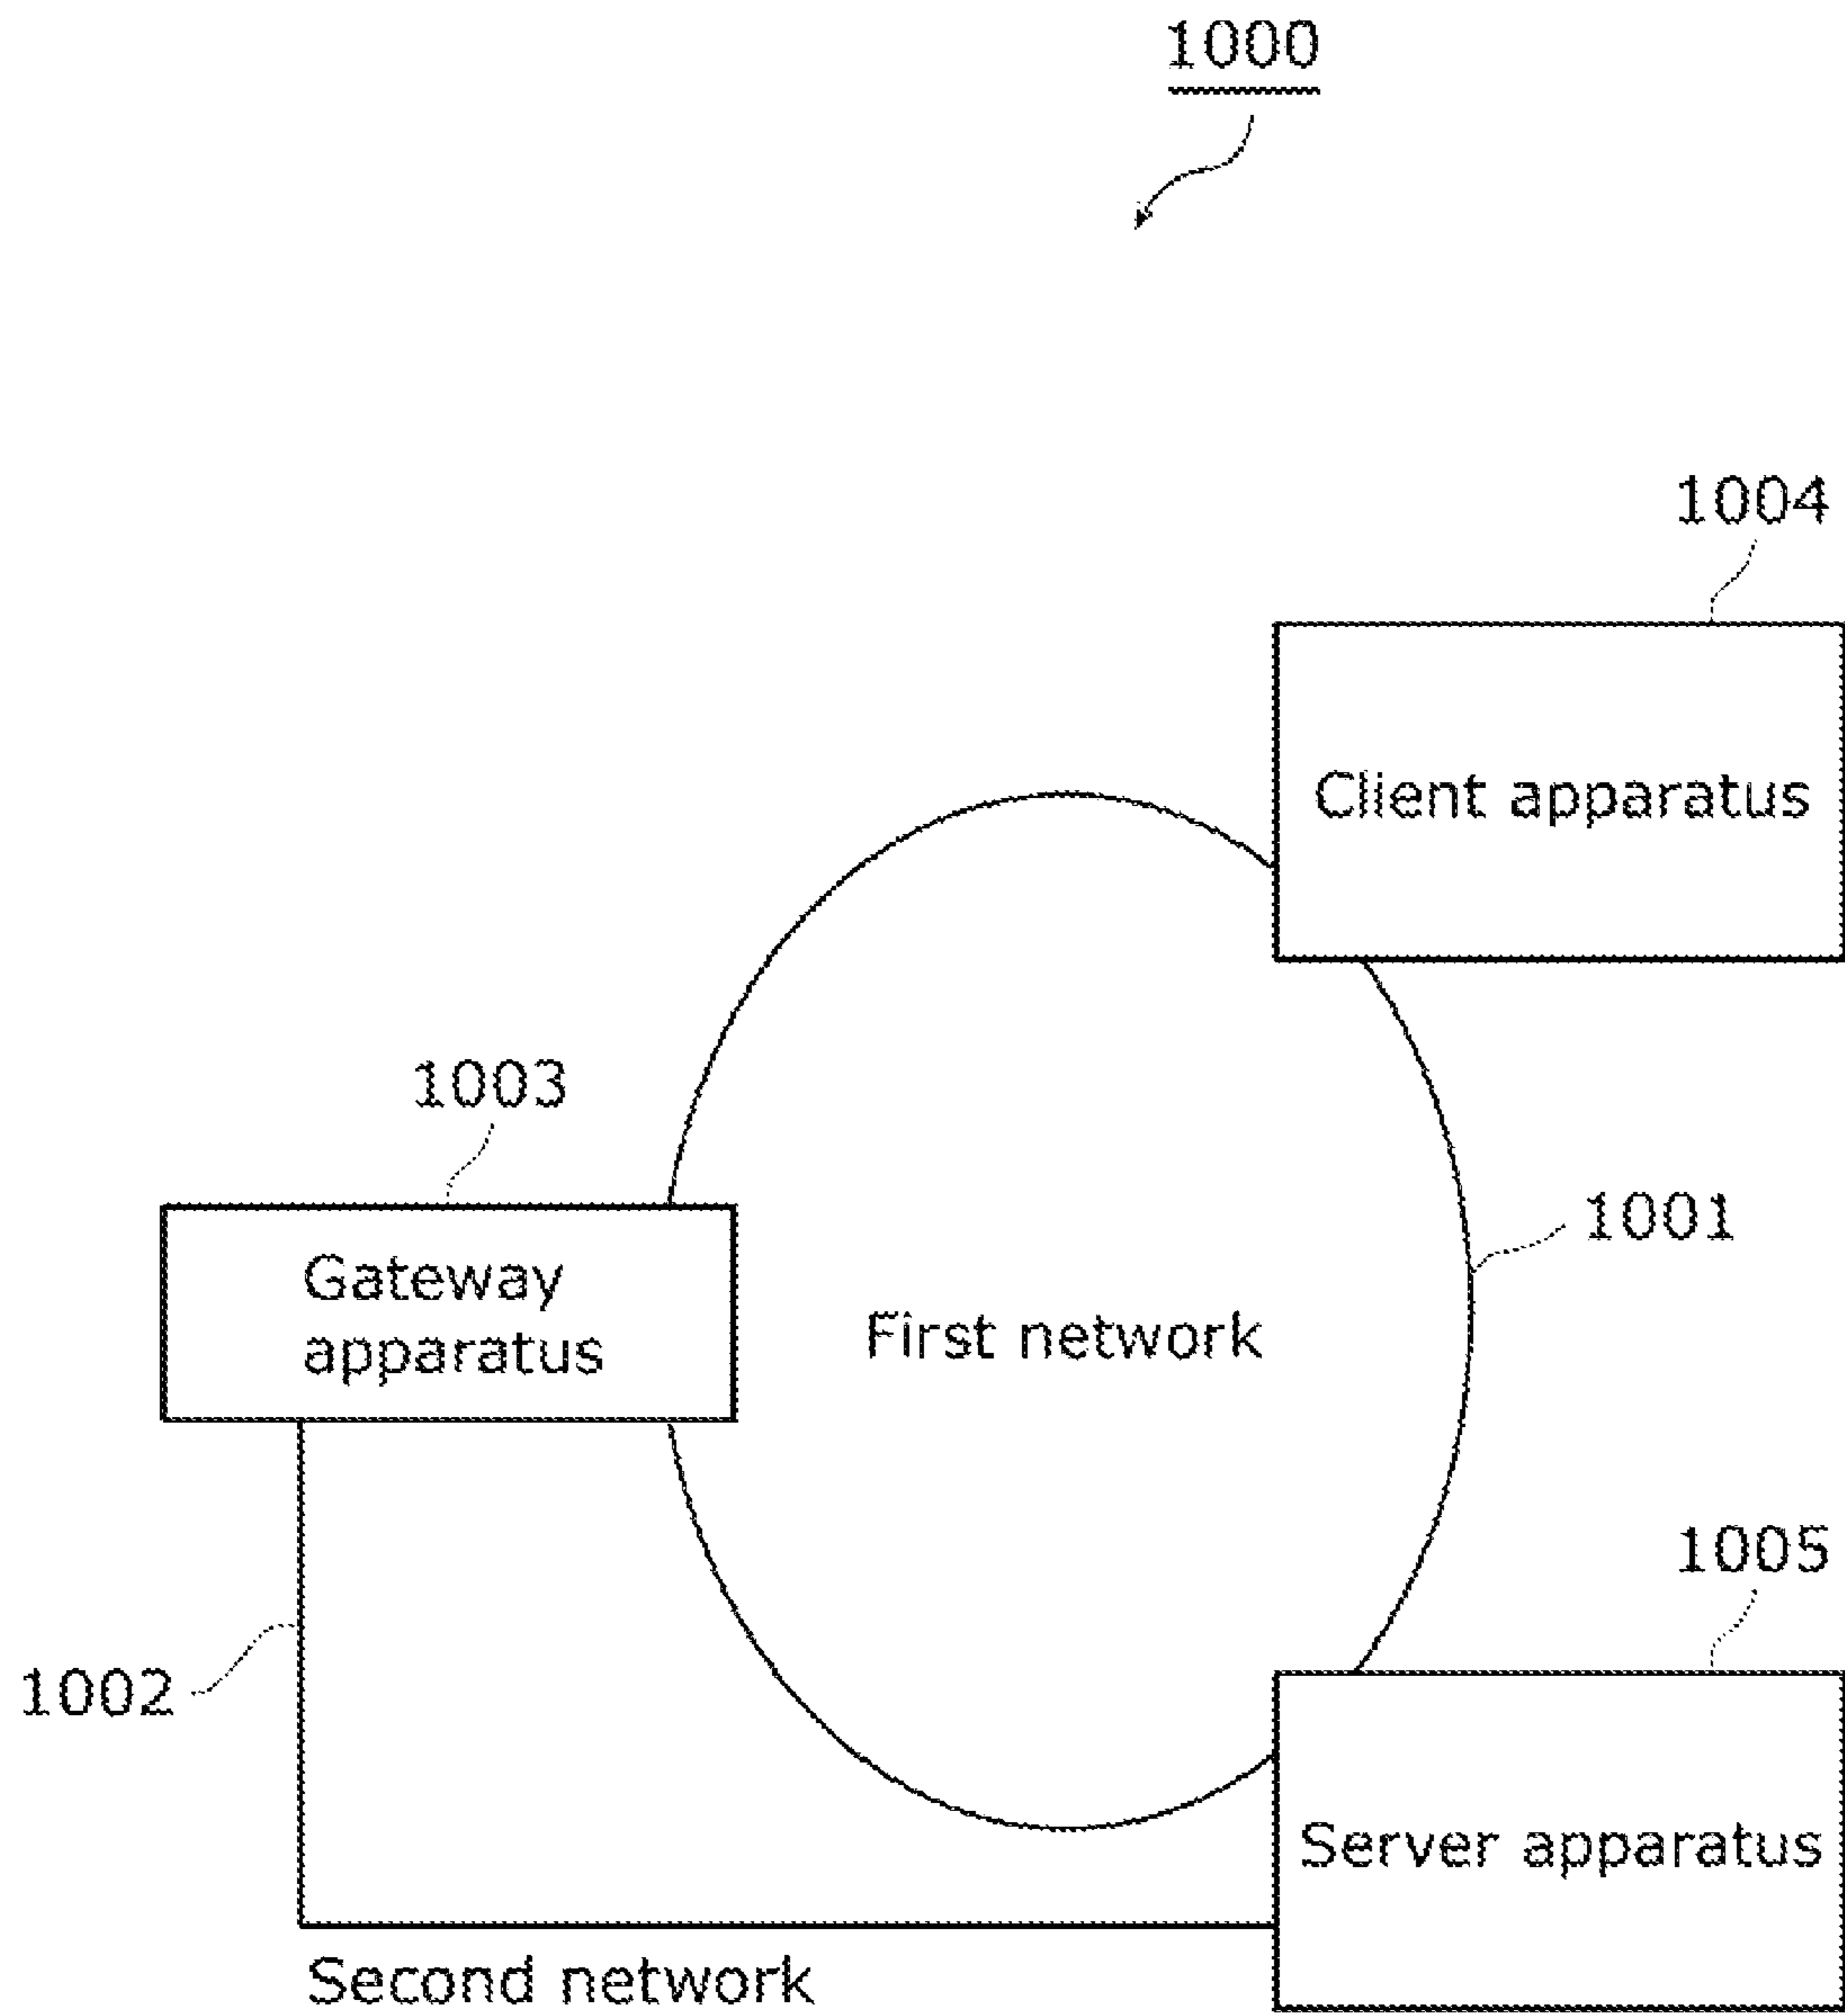 1000
1004
Client apparatus
1003
Gateway
apparatus
1001
First network
1005
1002
Server apparatus
Second network